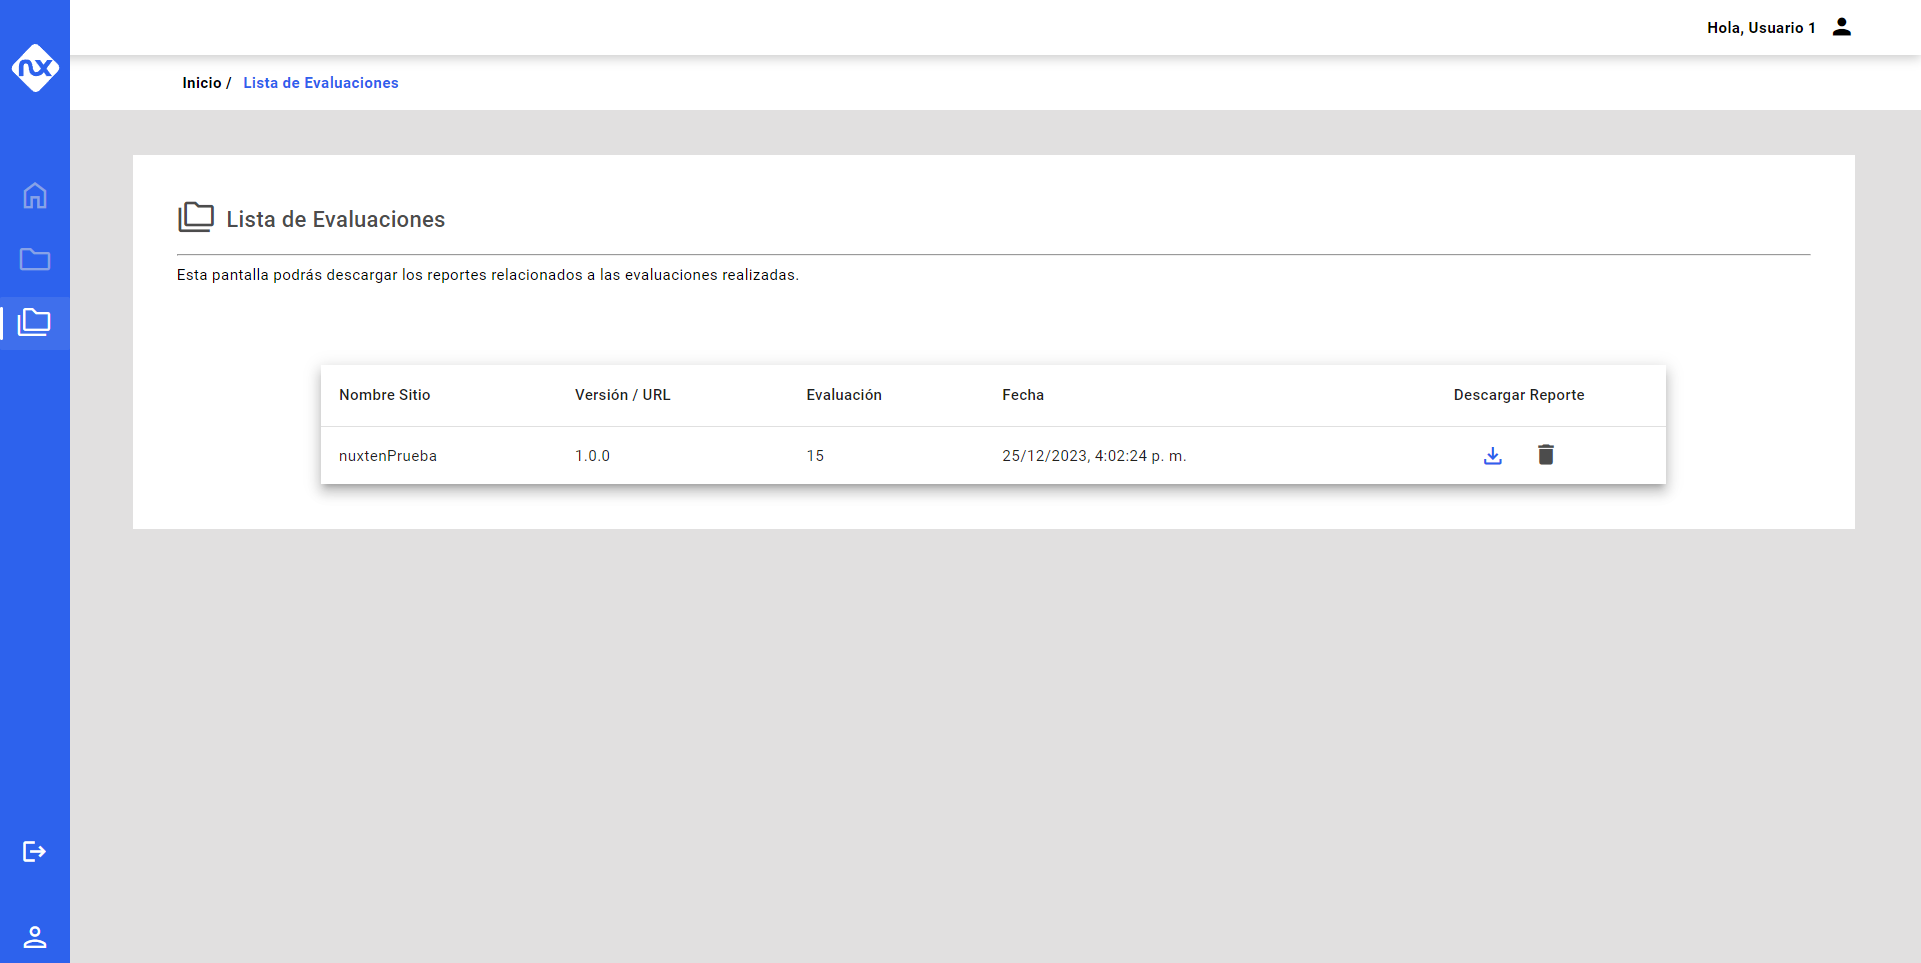 nx
Hola, Usuario 1
Inicio / Lista de Evaluaciones
Lista de Evaluaciones
Esta pantalla podrás descargar los reportes relacionados a las evaluaciones realizadas.
Nombre Sitio Versión / URL Evaluación Fecha Descargar Reporte
nuxtenPrueba 1.0.0 15 25/12/2023, 4:02:24 p. m.